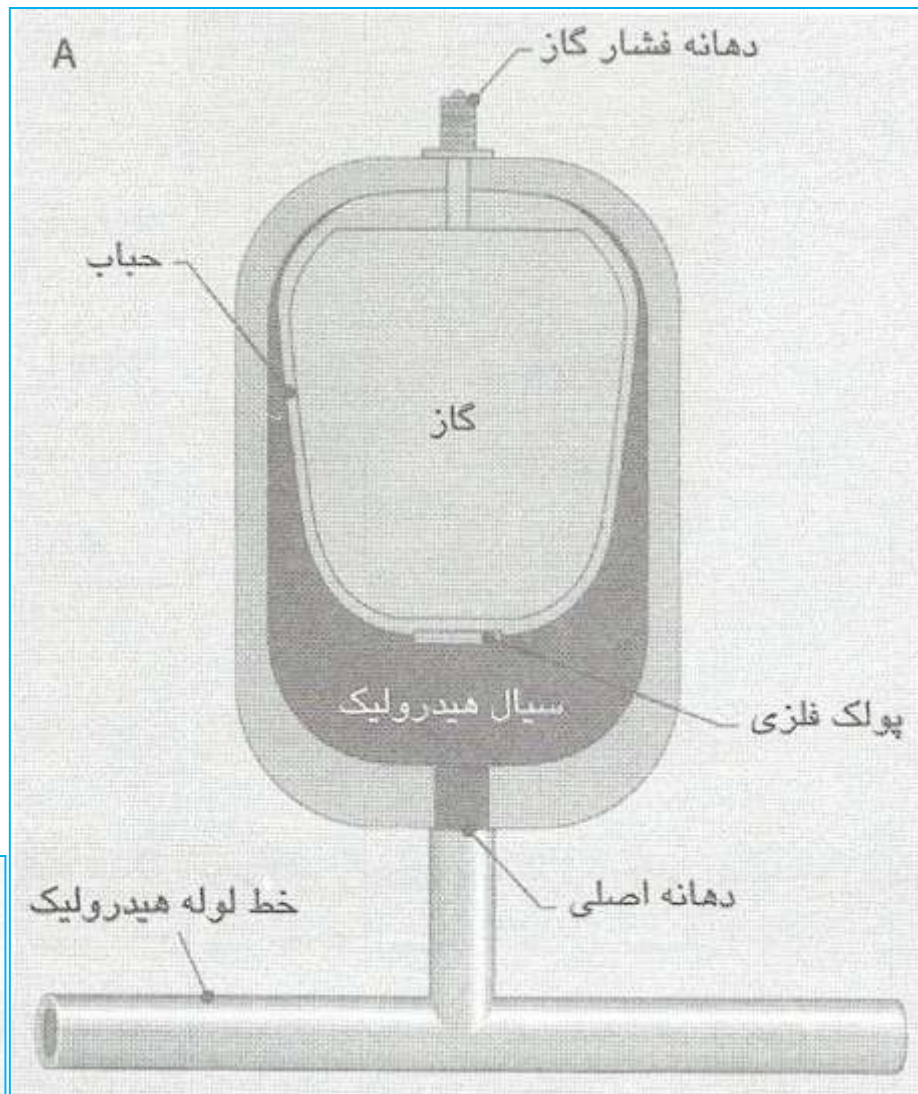 A
دهانه فشار گاز
حباب
گاز
سیال هیدرولیک
پولک فلزی
دهانه اصلی
خط لوله هیدرولیک